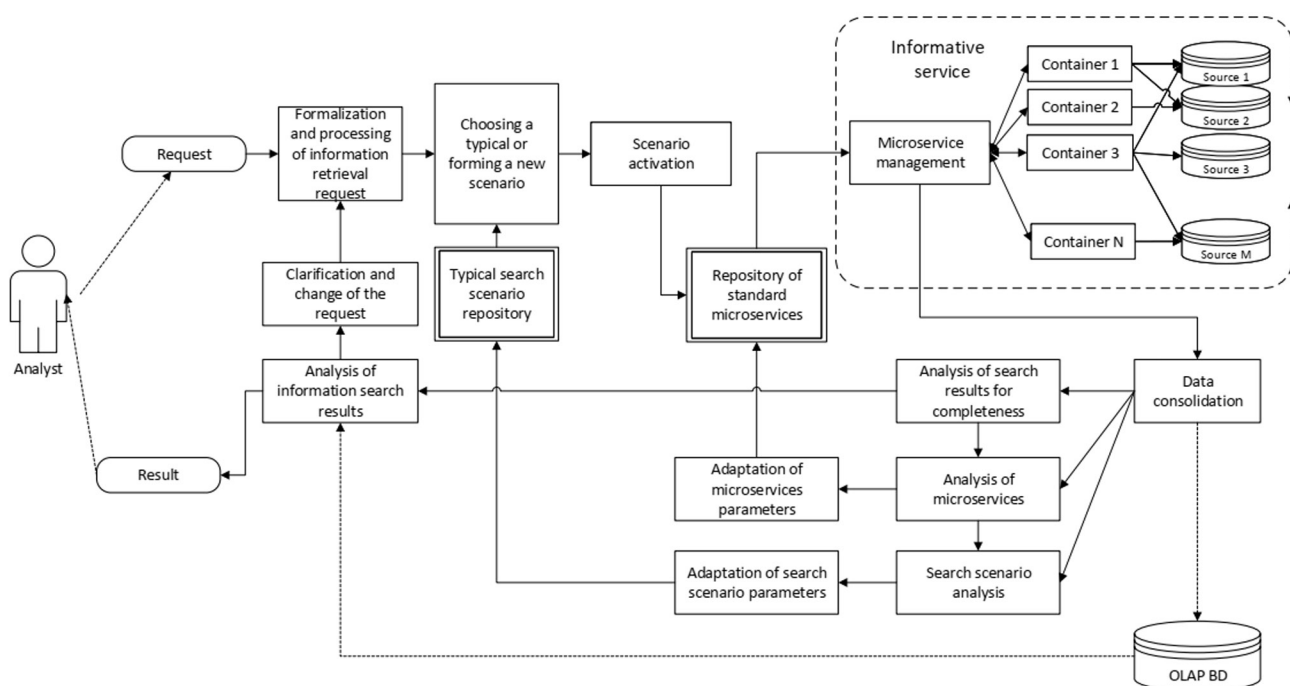 Informative
service
Container 1
Source 1
Formalization
and processing
of information
retrieval
request
Choosing a
typical or
forming a new
scenario
Container 2
Source 2
Request
Scenario
activation
Microservice
management
Container 3
Source 3
Container N
Source M
Clarification and
change of the
request
Typical search
scenario
repository
Repository of
standard
microservices
Analyst
Analysis of
information search
results
Analysis of search
results for
completeness
Data
consolidation
Result
Adaptation of
microservices
parameters
Analysis of
microservices
Adaptation of search
scenario parameters
Search scenario
analysis
OLAP BD